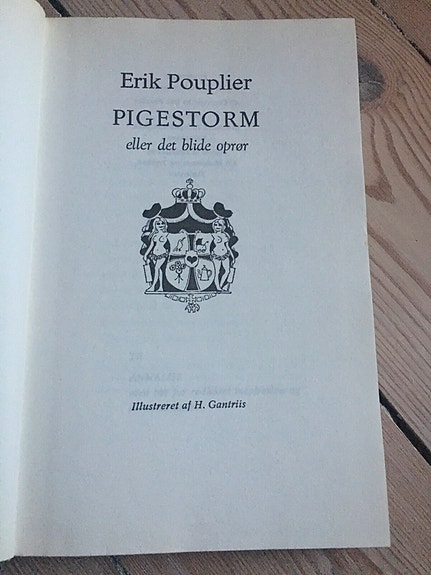 Erik Pouplier
PIGESTORM
eller det blide oprør
Illustreret af H. Gantriis